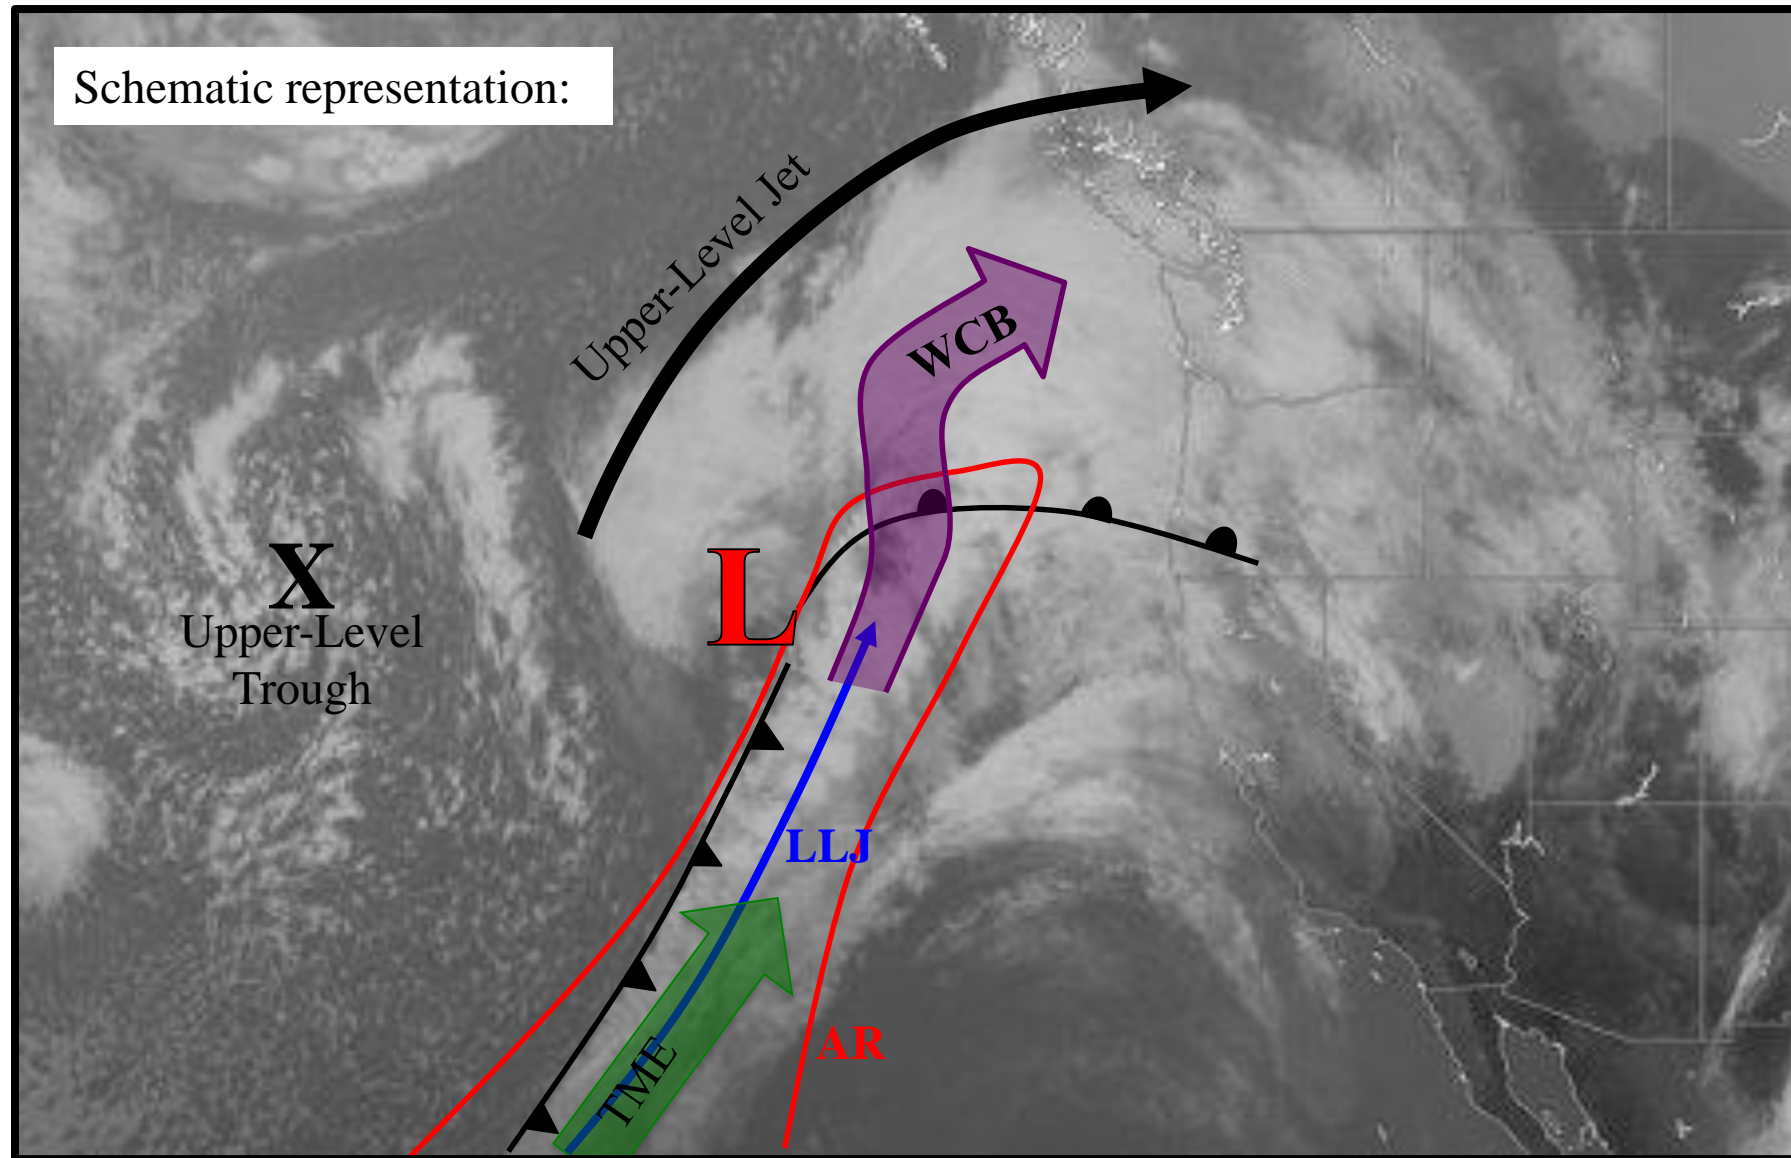 Schematic representation:
Upper-Level Jet
WCB
X
Upper-Level
Trough
L
LLJ
TME
AR